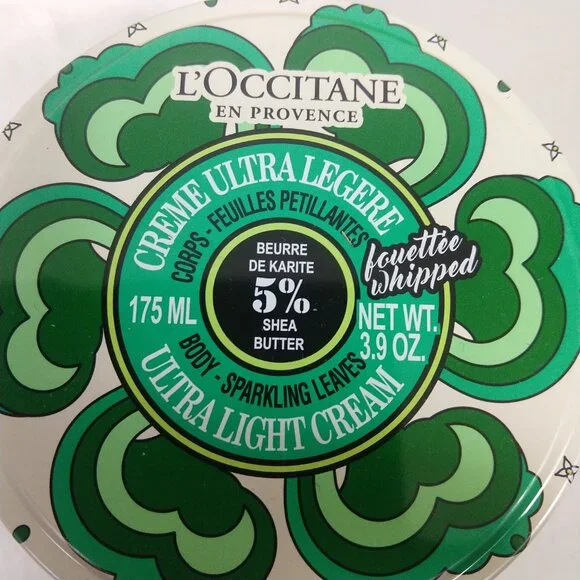 L'OCCITANE
EN PROVENCE
CREME ULTRA LEGERE
CORPS - FEUILLES PETILLANTES
fouettée
whipped
BEURRE
DE KARITE
5%
SHEA
BUTTER
175 ML
NET WT.
3.9 OZ.
BODY - SPARKLING LEAVES
ULTRA LIGHT CREAM